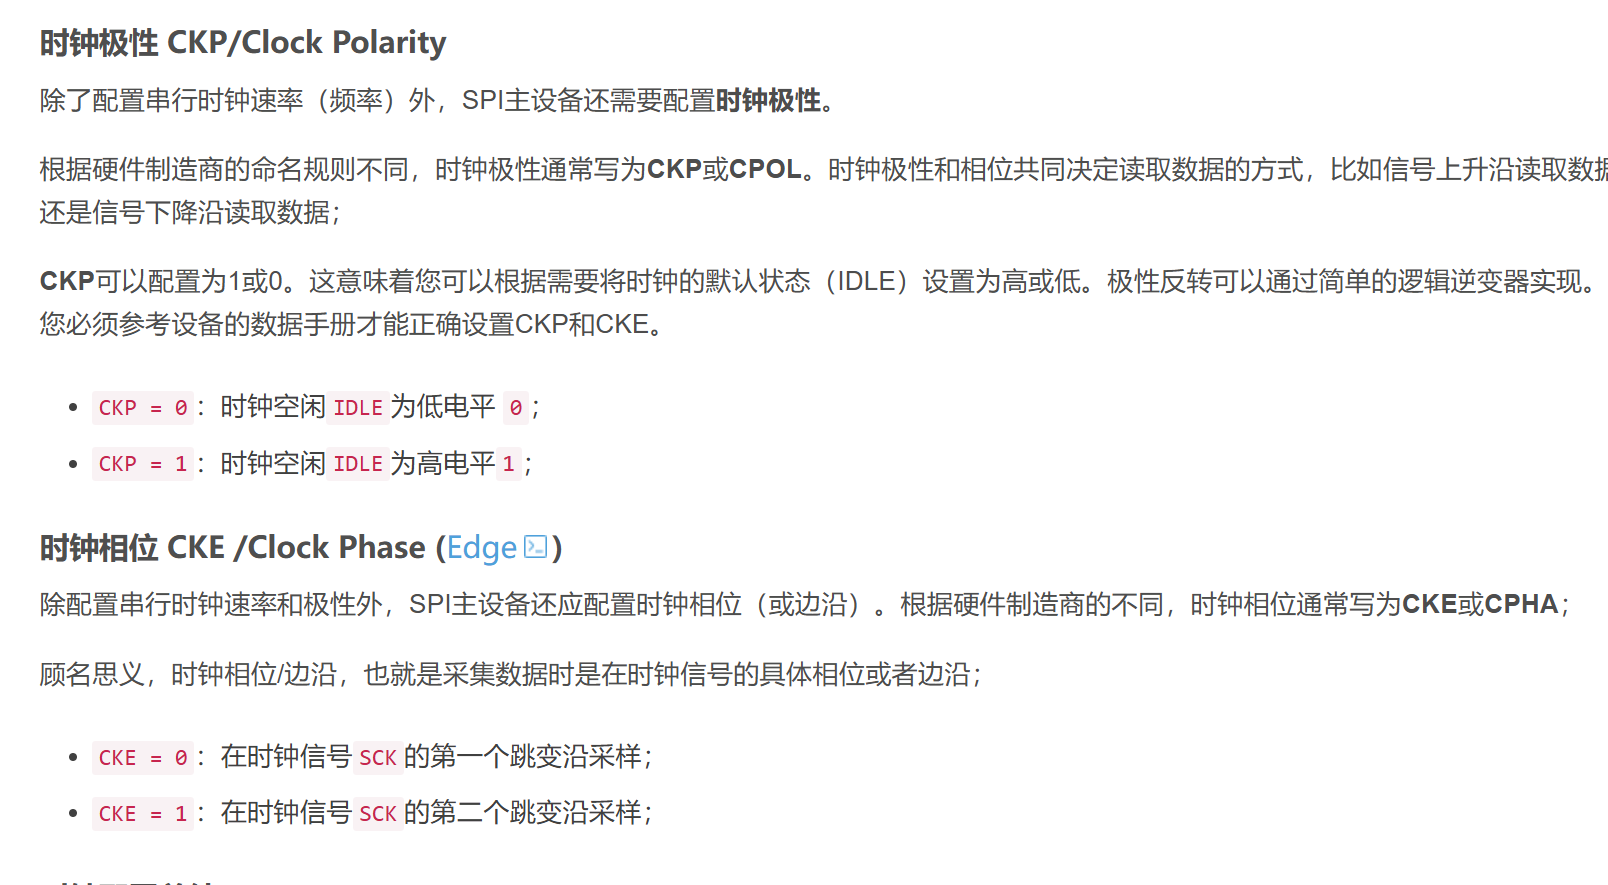 时钟极性 CKP/Clock Polarity
除了配置串行时钟速率（频率）外，SPI主设备还需要配置时钟极性。
根据硬件制造商的命名规则不同，时钟极性通常写为CKP或CPOL。时钟极性和相位共同决定读取数据的方式，比如信号上升沿读取数据
还是信号下降沿读取数据；
CKP可以配置为1或0。这意味着您可以根据需要将时钟的默认状态（IDLE）设置为高或低。极性反转可以通过简单的逻辑逆变器实现。
您必须参考设备的数据手册才能正确设置CKP和CKE。
• CKP = 0：时钟空闲IDLE为低电平 0；
• CKP = 1：时钟空闲IDLE为高电平1；
时钟相位 CKE /Clock Phase (Edge)
除配置串行时钟速率和极性外，SPI主设备还应配置时钟相位（或边沿）。根据硬件制造商的不同，时钟相位通常写为CKE或CPHA；
顾名思义，时钟相位/边沿，也就是采集数据时是在时钟信号的具体相位或者边沿；
• CKE = 0：在时钟信号SCK的第一个跳变沿采样；
• CKE = 1：在时钟信号SCK的第二个跳变沿采样；